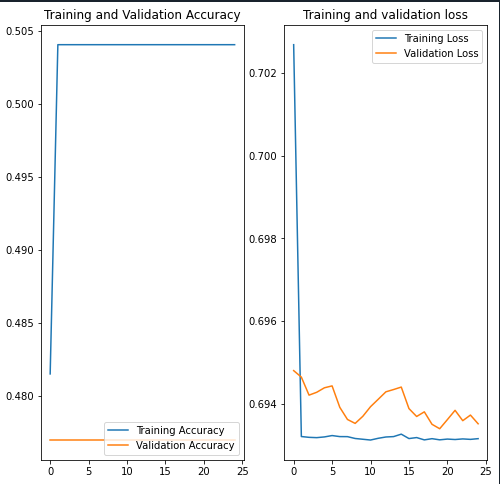 Training and Validation Accuracy
0.505
0.500
0.495
0.490
0.485
0.480
Training Accuracy
Validation Accuracy
0 5 10 15 20 25
Training and validation loss
Training Loss
Validation Loss
0.702
0.700
0.698
0.696
0.694
0 5 10 15 20 25